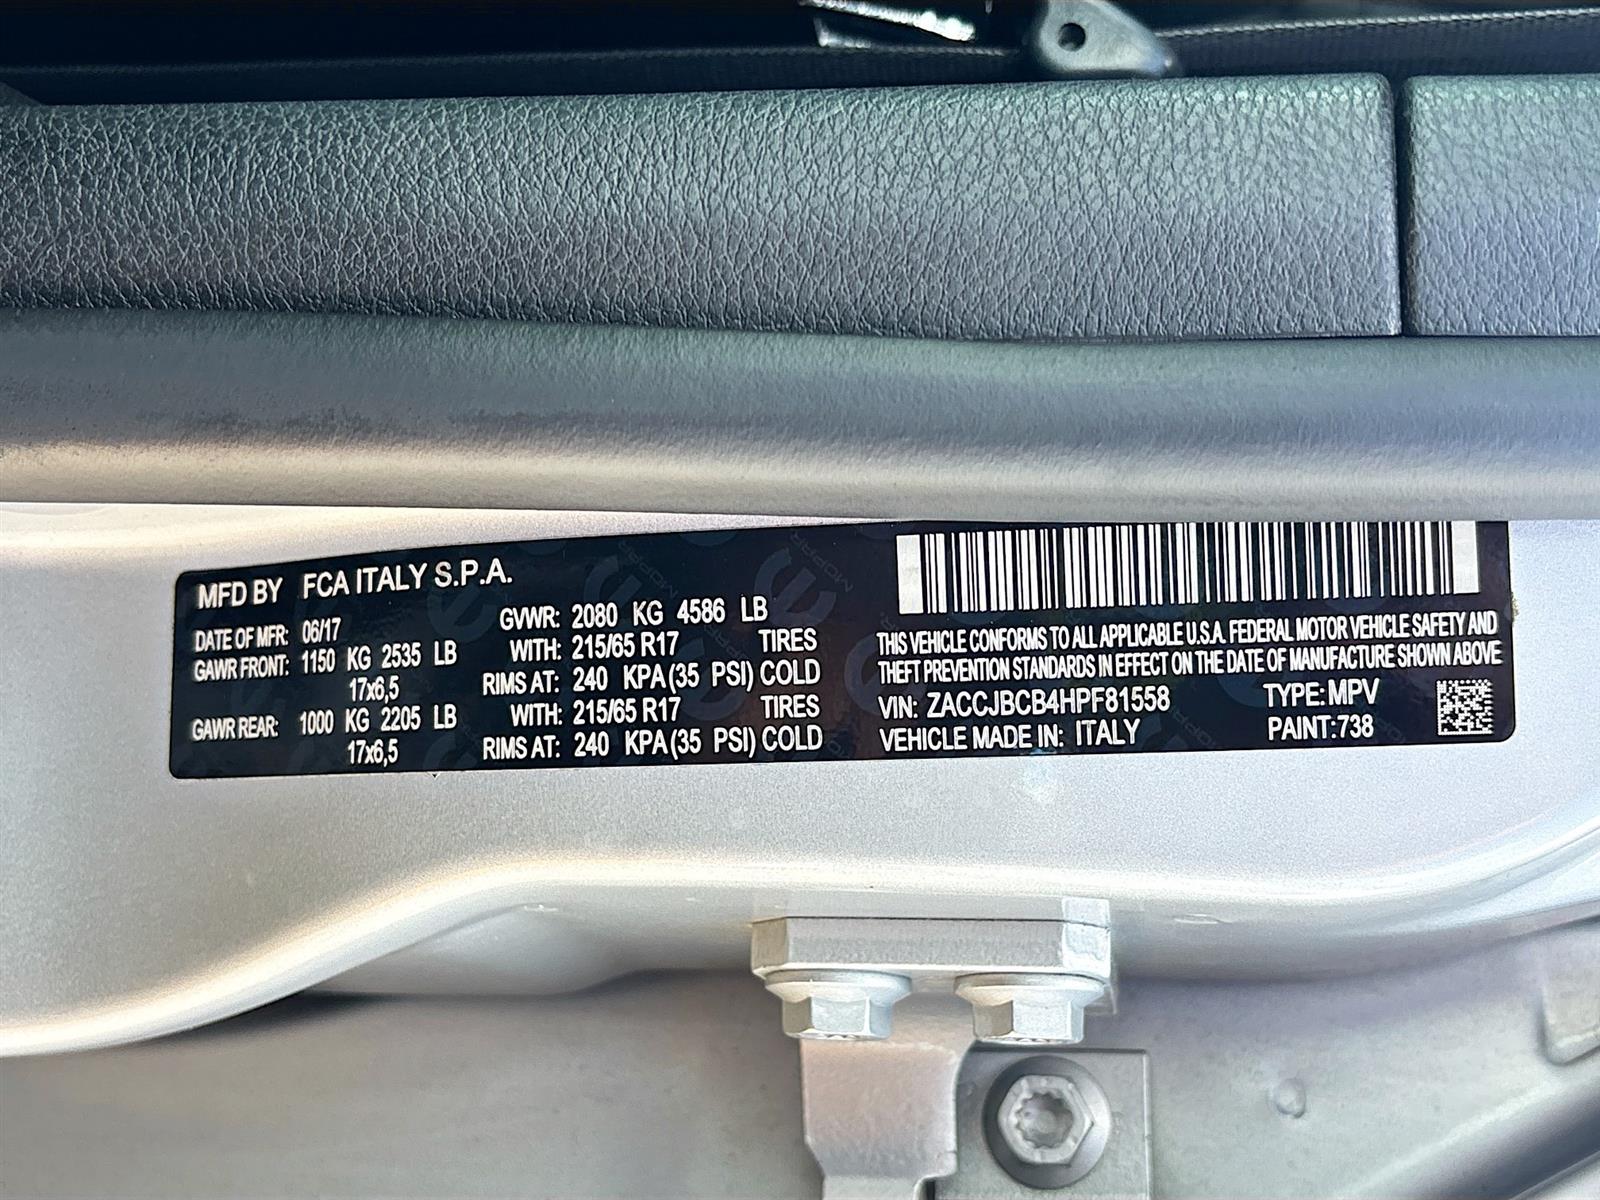 MFD BY FCA ITALY S.P.A.
DATE OF MFR: 06/17 GVWR: 2080 KG 4586 LB
GAWR FRONT: 1150 KG 2535 LB WITH: 215/65 R17 TIRES
17x6,5 RIMS AT: 240 KPA(35 PSI) COLD
GAWR REAR: 1000 KG 2205 LB WITH: 215/65 R17 TIRES
17x6,5 RIMS AT: 240 KPA(35 PSI) COLD
THIS VEHICLE CONFORMS TO ALL APPLICABLE U.S.A. FEDERAL MOTOR VEHICLE SAFETY AND
THEFT PREVENTION STANDARDS IN EFFECT ON THE DATE OF MANUFACTURE SHOWN ABOVE
VIN: ZACCJBCB4HPF81558 TYPE:MPV
VEHICLE MADE IN: ITALY PAINT:738